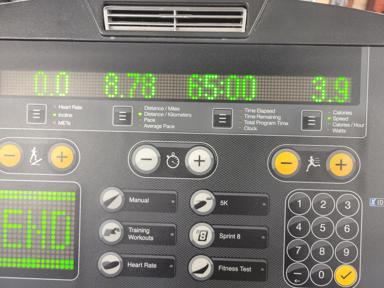 0.0 8.78 65:00 3.9
Heart Rate
Incline
METs
Distance / Miles
Distance / Kilometers
Pace
Average Pace
Time Elapsed
Time Remaining
Total Program Time
Clock
Calories
Speed
Calories / Hour
Watts
END
Manual
5K
Training
Workouts
8
Sprint 8
Heart Rate
Fitness Test
1 2 3
4 5 6
7 8 9
0
ID